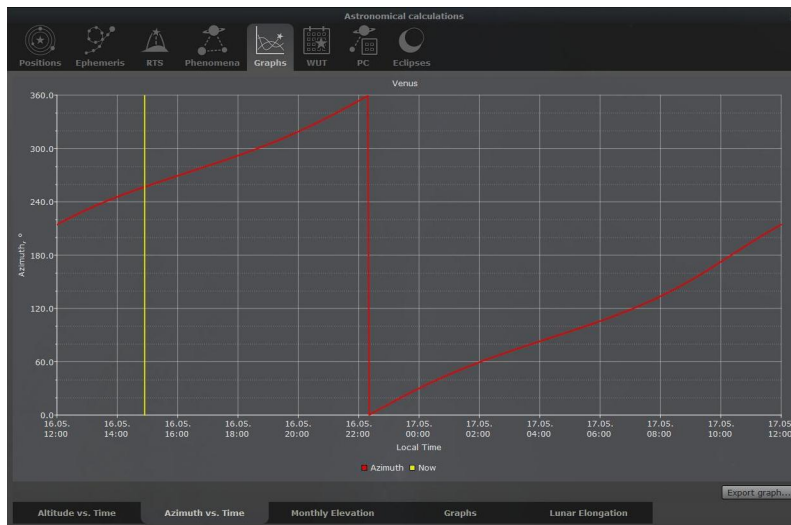 Astronomical calculations
Positions Ephemeris RTS Phenomena Graphs WUT PC Eclipses
Venus
360.0
300.0
240.0
180.0
120.0
60.0
0.0
Azimuth, °
16.05. 16.05. 16.05. 16.05. 16.05. 16.05. 17.05. 17.05. 17.05. 17.05. 17.05. 17.05. 17.05
12:00 14:00 16:00 18:00 20:00 22:00 00:00 02:00 04:00 06:00 08:00 10:00 12:00
Local Time
Azimuth Now
Export graph...
Altitude vs. Time Azimuth vs. Time Monthly Elevation Graphs Lunar Elongation